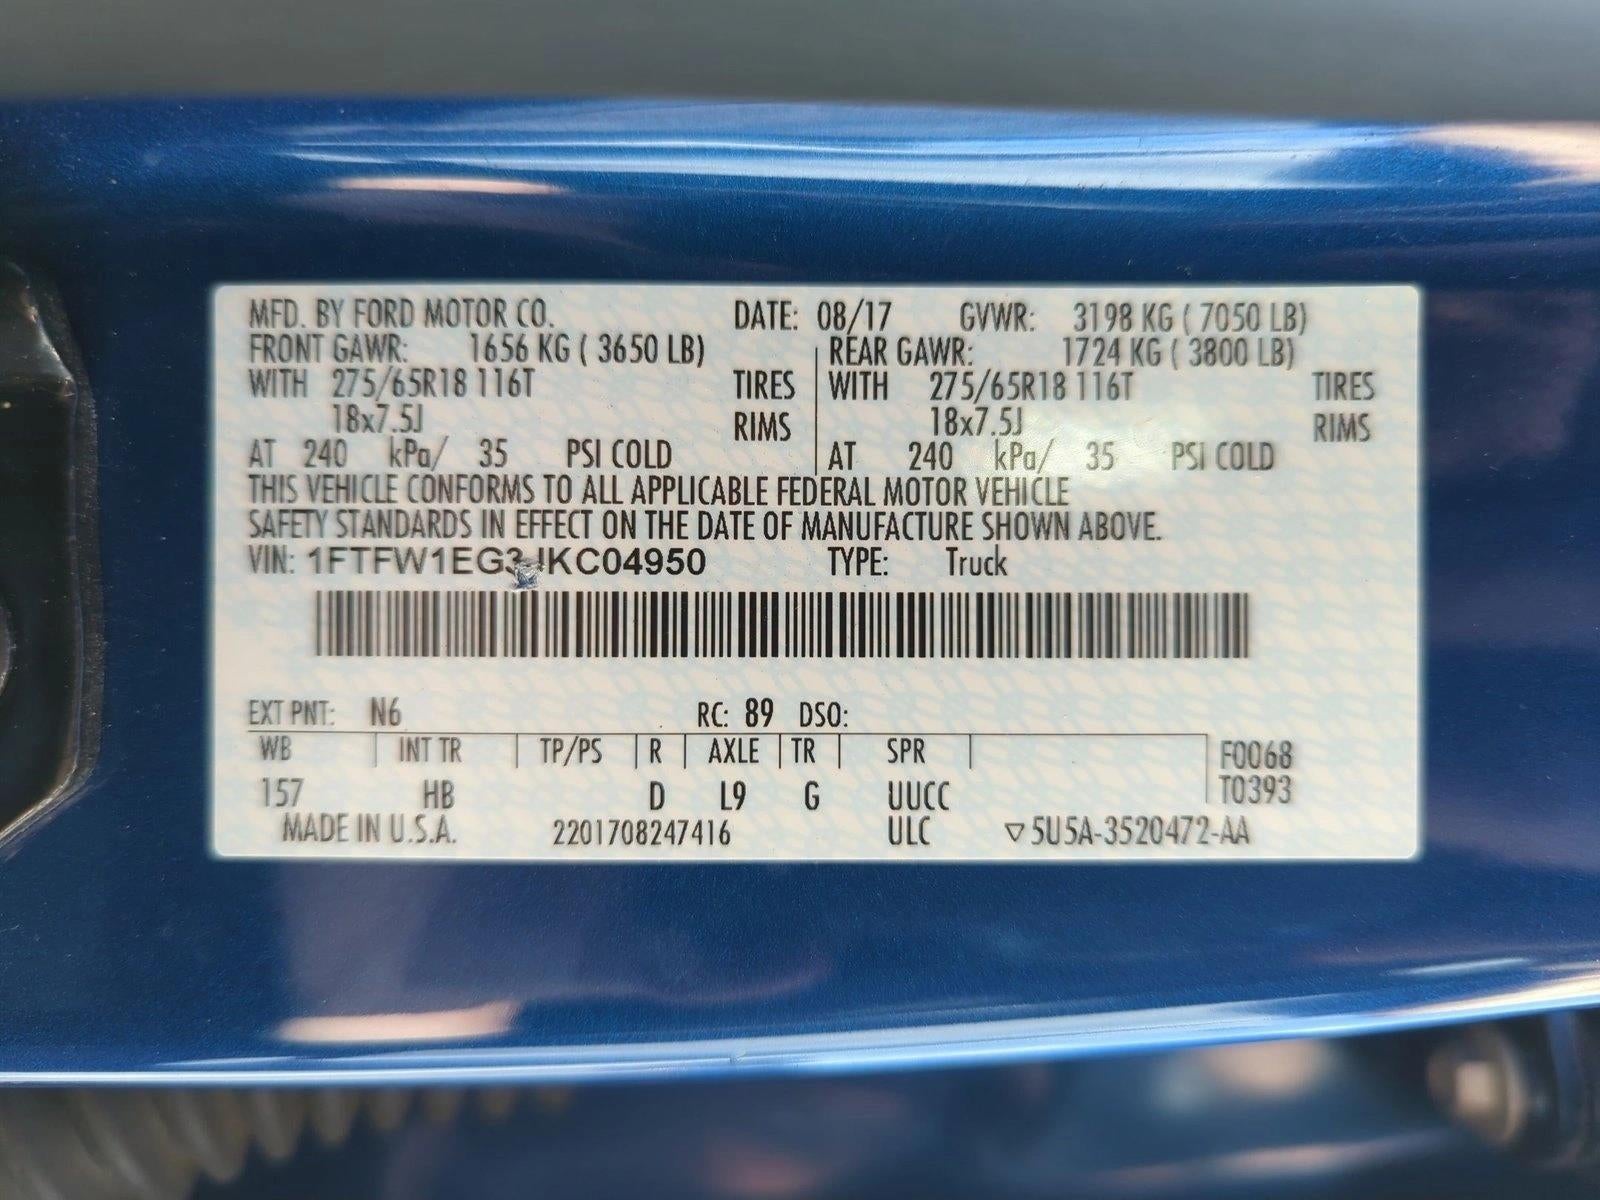 MFD. BY FORD MOTOR CO. DATE: 08/17 GVWR: 3198 KG ( 7050 LB)
FRONT GAWR: 1656 KG ( 3650 LB) REAR GAWR: 1724 KG ( 3800 LB)
WITH 275/65R18 116T TIRES WITH 275/65R18 116T TIRES
18x7.5J RIMS 18x7.5J RIMS
AT 240 kPa/ 35 PSI COLD AT 240 kPa/ 35 PSI COLD
THIS VEHICLE CONFORMS TO ALL APPLICABLE FEDERAL MOTOR VEHICLE
SAFETY STANDARDS IN EFFECT ON THE DATE OF MANUFACTURE SHOWN ABOVE.
VIN: 1FTFW1EG3JKC04950 TYPE: Truck
EXT PNT: N6 RC: 89 DSO:
WB INT TR TP/PS R AXLE TR SPR F0068
157 HB D L9 G UUCC T0393
MADE IN U.S.A. 2201708247416 ULC ▽5U5A-3520472-AA